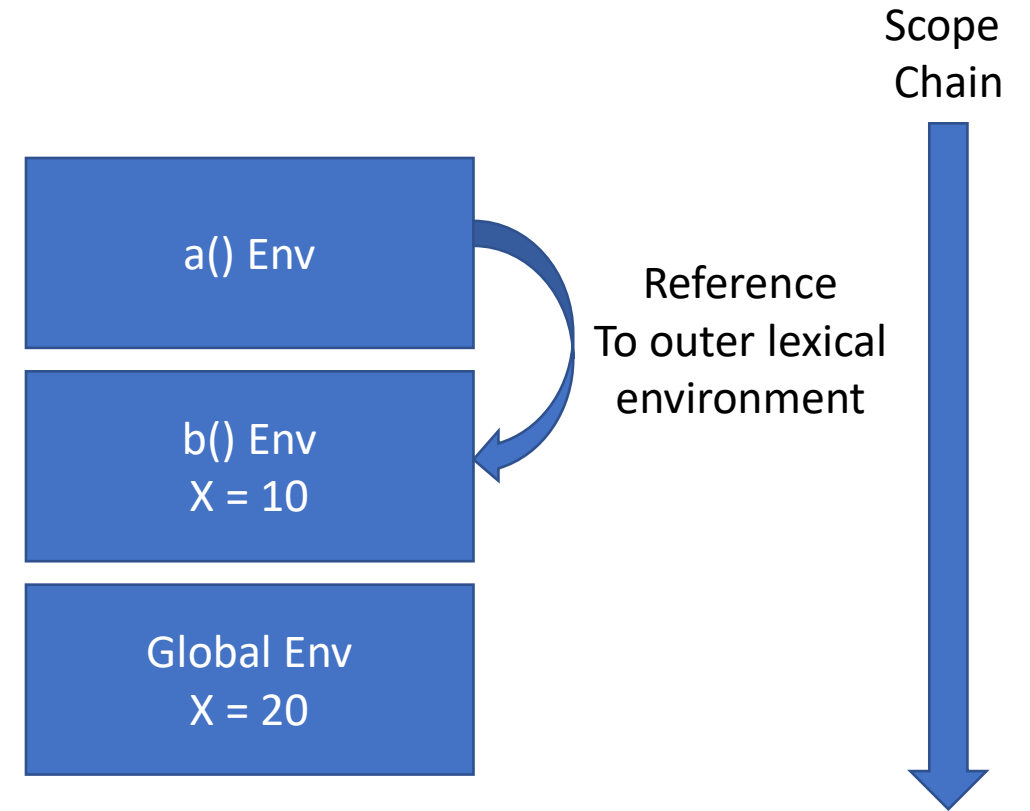 Scope
Chain
a() Env
Reference
To outer lexical
environment
b() Env
X = 10
Global Env
X = 20